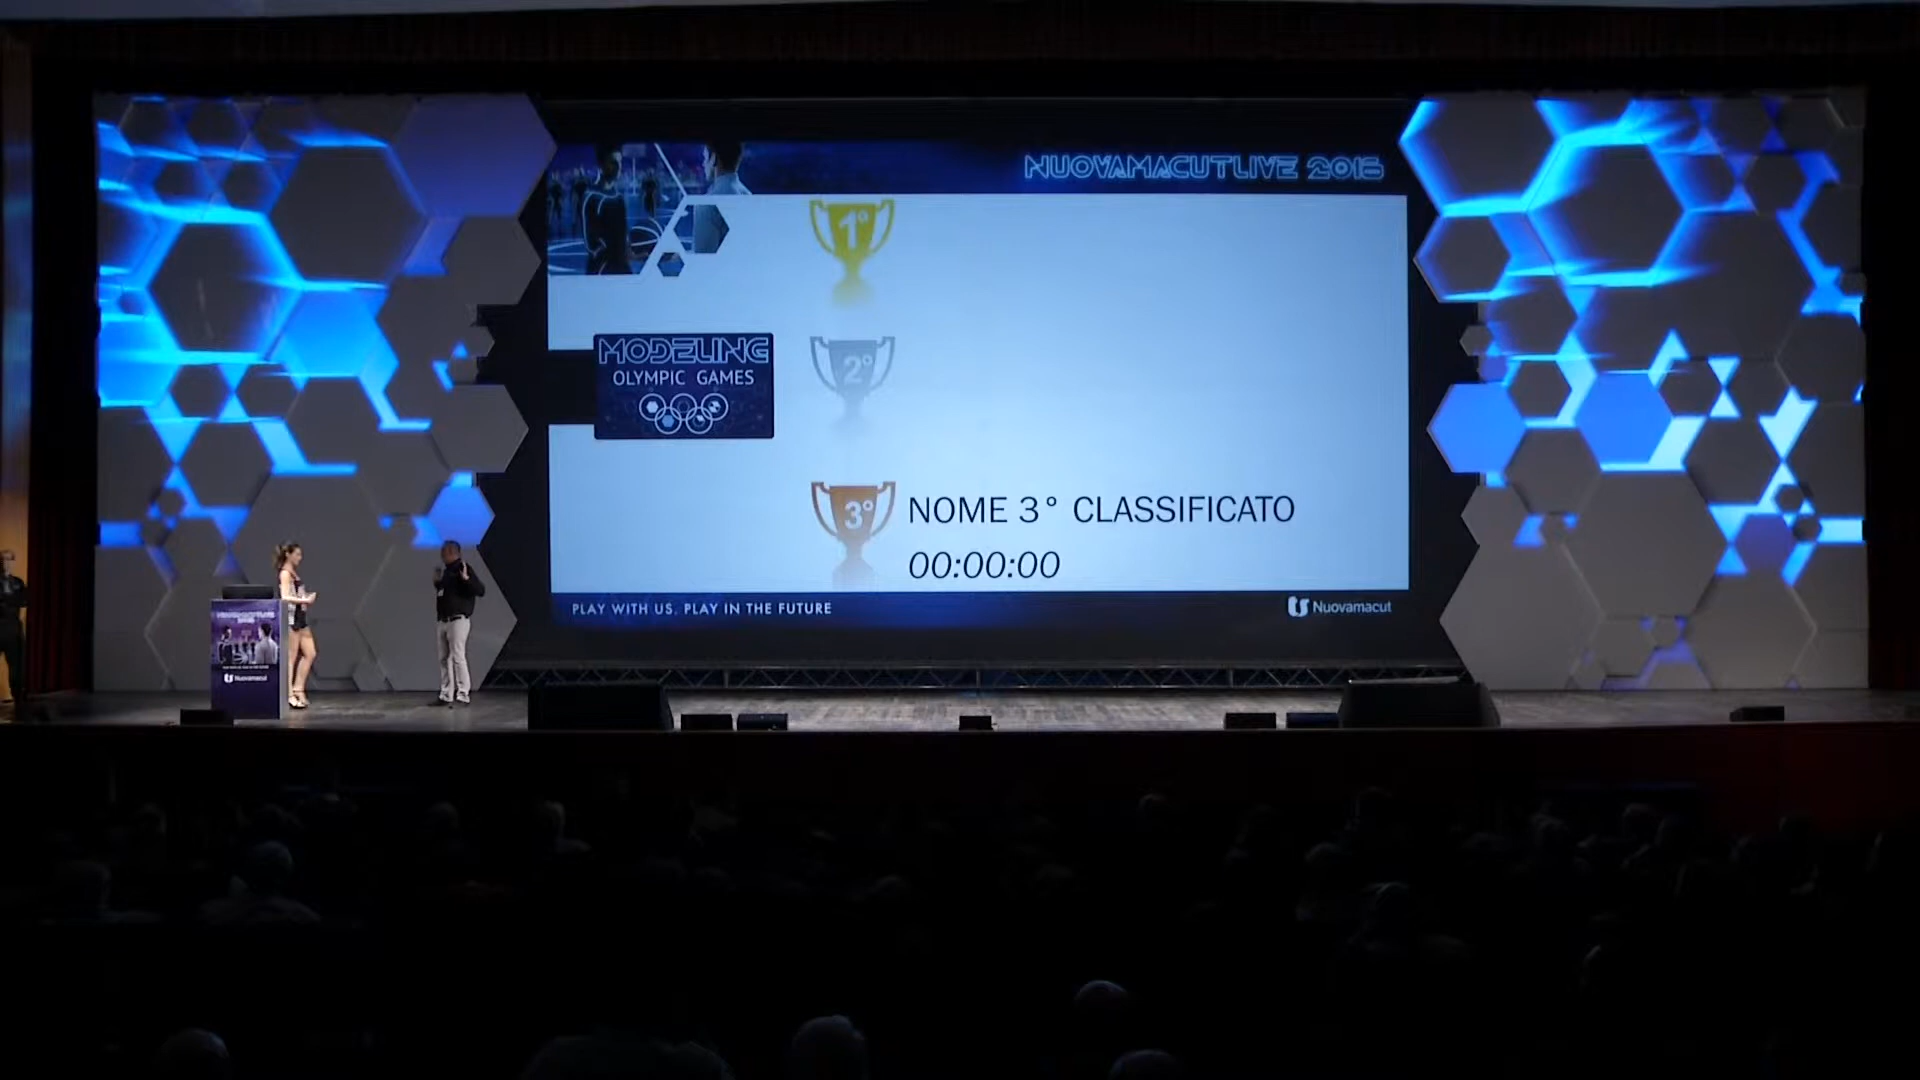 NUOVAMACUTLIVE 2016
1°
MODELING
OLYMPIC GAMES
2°
3°
NOME 3° CLASSIFICATO
00:00:00
PLAY WITH US. PLAY IN THE FUTURE
Nuovamacut
Nuovamacut